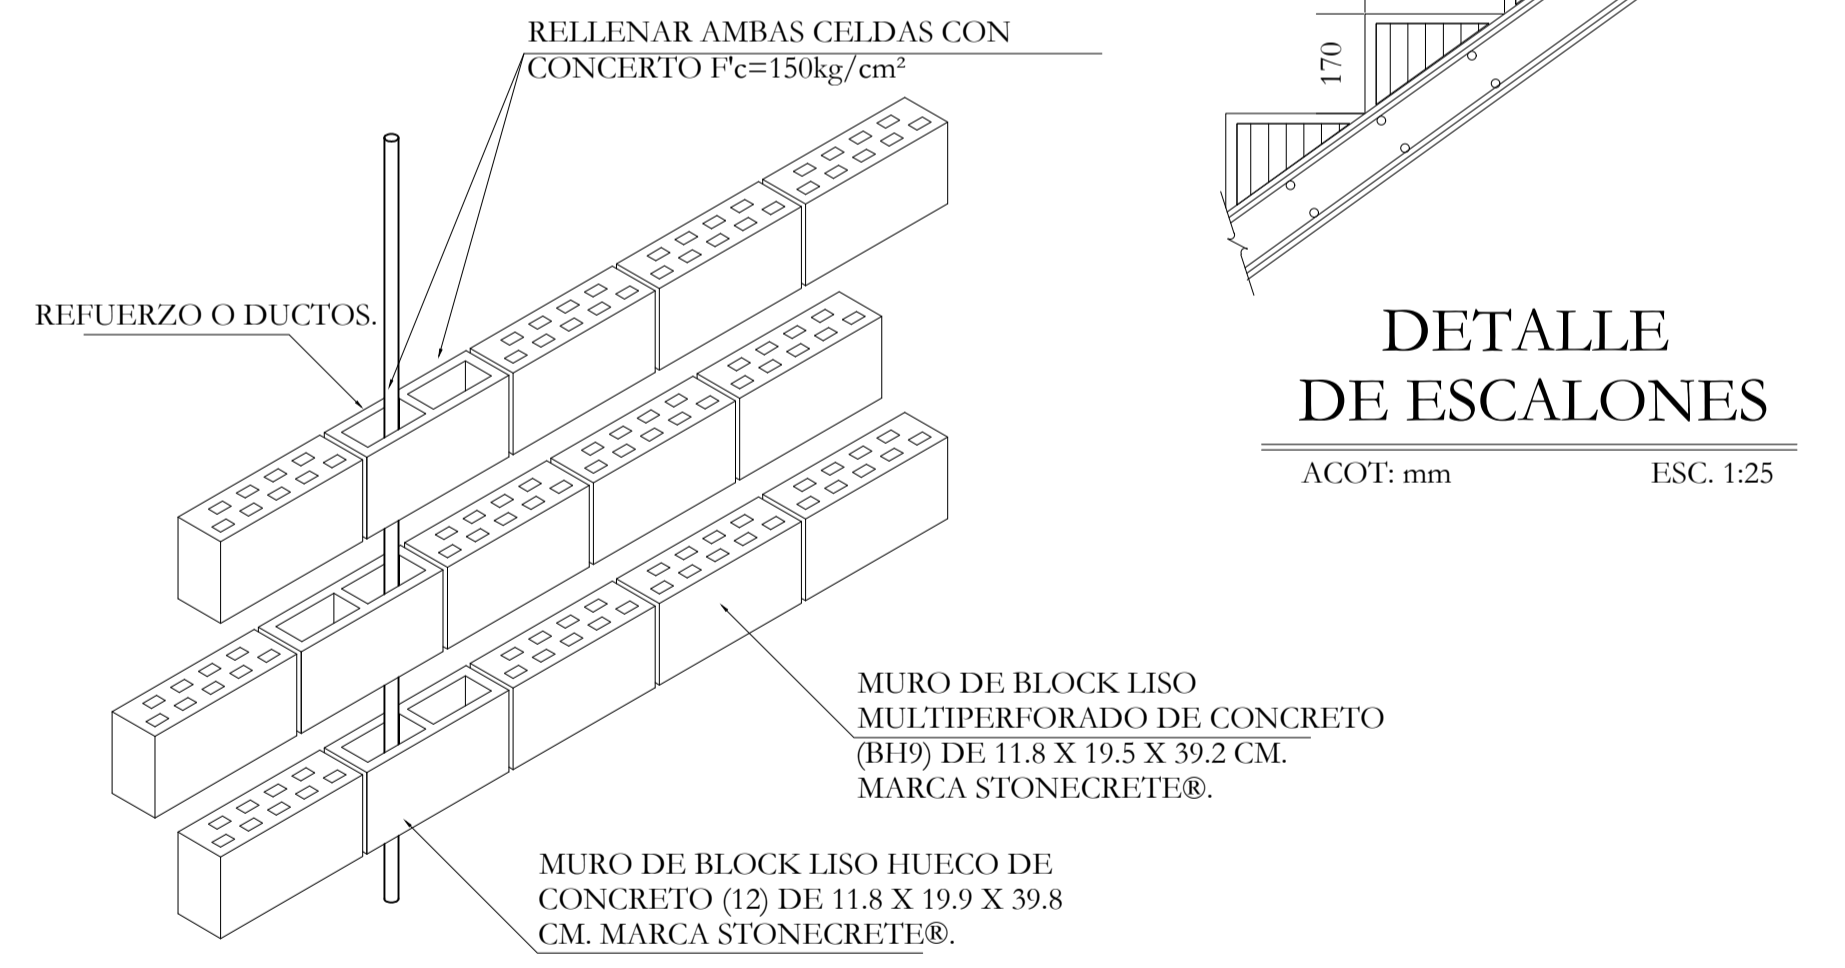 RELLENAR AMBAS CELDAS CON
CONCERTO F'c=150kg/cm²
REFUERZO O DUCTOS.
MURO DE BLOCK LISO
MULTIPERFORADO DE CONCRETO
(BH9) DE 11.8 X 19.5 X 39.2 CM.
MARCA STONECRETE®.
MURO DE BLOCK LISO HUECO DE
CONCRETO (12) DE 11.8 X 19.9 X 39.8
CM. MARCA STONECRETE®.
170
DETALLE
DE ESCALONES
ACOT: mm ESC. 1:25